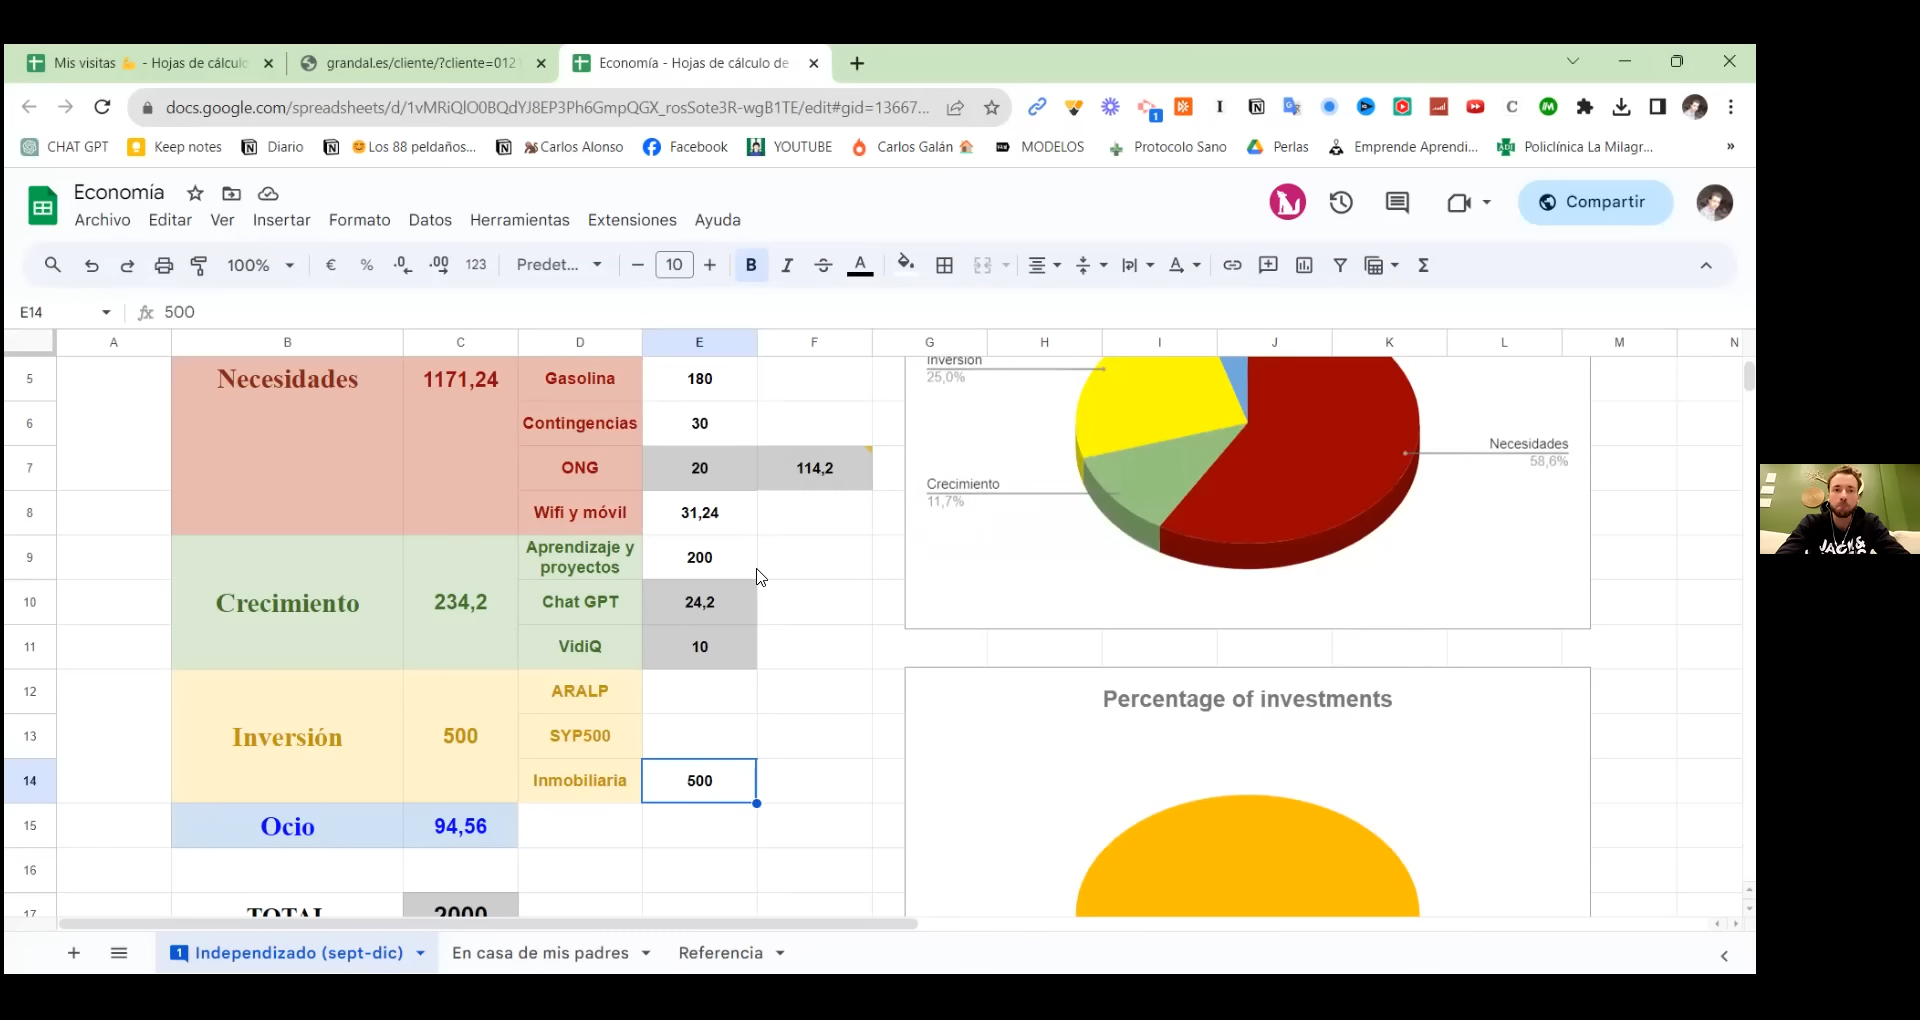 Mis visitas 💪 - Hojas de cálculo
grandal.es/cliente/?cliente=012
Economía - Hojas de cálculo de
docs.google.com/spreadsheets/d/1vMRiQlO0BQdYJ8EP3Ph6GmpQGX_rosSote3R-wgB1TE/edit#gid=13667...
CHAT GPT
Keep notes
Diario
😊Los 88 peldaños...
🐿Carlos Alonso
Facebook
YOUTUBE
Carlos Galán🏠
MODELOS
Protocolo Sano
Perlas
Emprende Aprendi...
Policlínica La Milagr...
»
Economía
Archivo Editar Ver Insertar Formato Datos Herramientas Extensiones Ayuda
Compartir
100% € % .0 .00 123 Predet... − 10 + B I S A Σ
E14 fx 500
A B C D E F G H I J K L M N
5 Necesidades 1171,24 Gasolina 180
6 Contingencias 30
7 ONG 20 114,2
8 Wifi y móvil 31,24
9 Aprendizaje y
proyectos 200
10 Crecimiento 234,2 Chat GPT 24,2
11 VidiQ 10
12 ARALP
13 Inversión 500 SYP500
14 Inmobiliaria 500
15 Ocio 94,56
16
17 TOTAL 2000
Inversión
25,0%
Necesidades
58,6%
Crecimiento
11,7%
Percentage of investments
1 Independizado (sept-dic) En casa de mis padres Referencia
JACK &